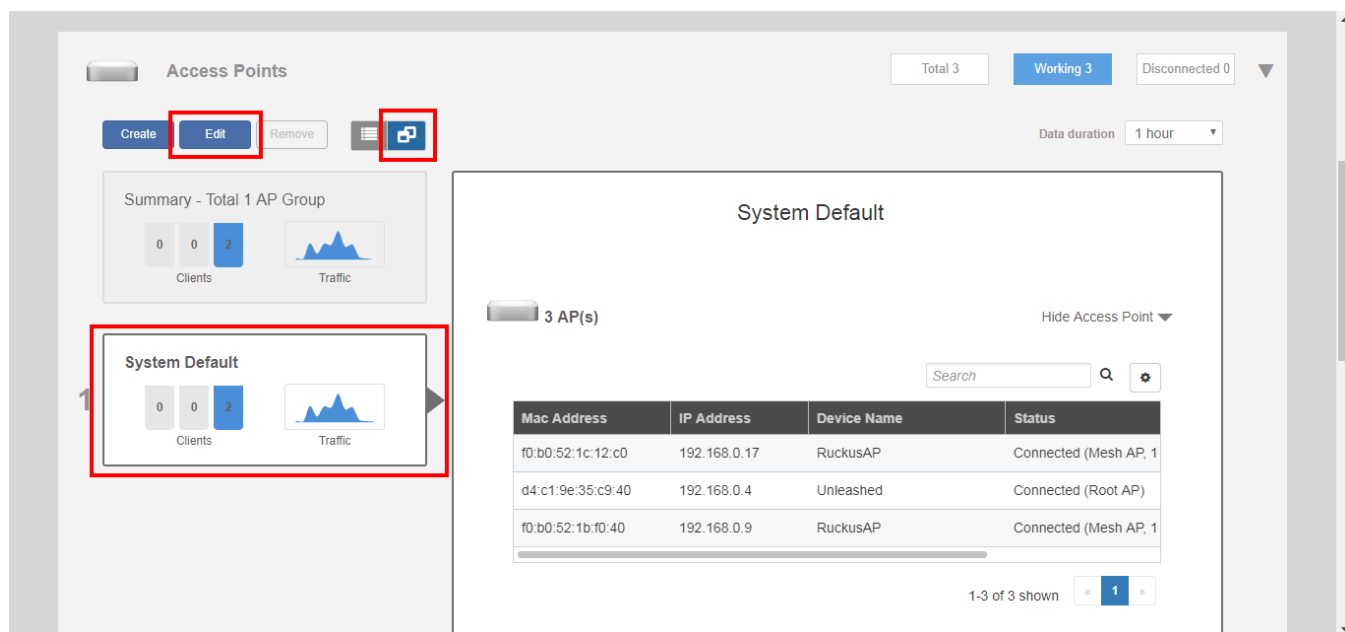 Access Points
Total 3
Working 3
Disconnected 0
Create
Edit
Remove
Data duration
1 hour
Summary - Total 1 AP Group
0 0 2
Clients
Traffic
1
System Default
0 0 2
Clients
Traffic
System Default
3 AP(s)
Hide Access Point
Search
Mac Address IP Address Device Name Status
f0:b0:52:1c:12:c0 192.168.0.17 RuckusAP Connected (Mesh AP, 1
d4:c1:9e:35:c9:40 192.168.0.4 Unleashed Connected (Root AP)
f0:b0:52:1b:f0:40 192.168.0.9 RuckusAP Connected (Mesh AP, 1
1-3 of 3 shown « 1 »